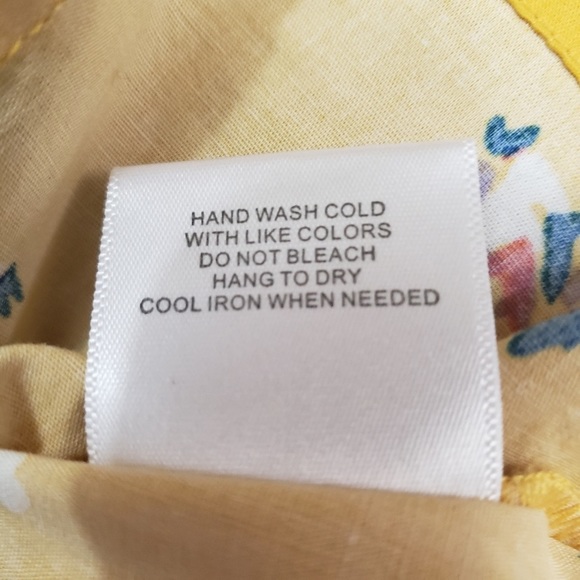 HAND WASH COLD
WITH LIKE COLORS
DO NOT BLEACH
HANG TO DRY
COOL IRON WHEN NEEDED